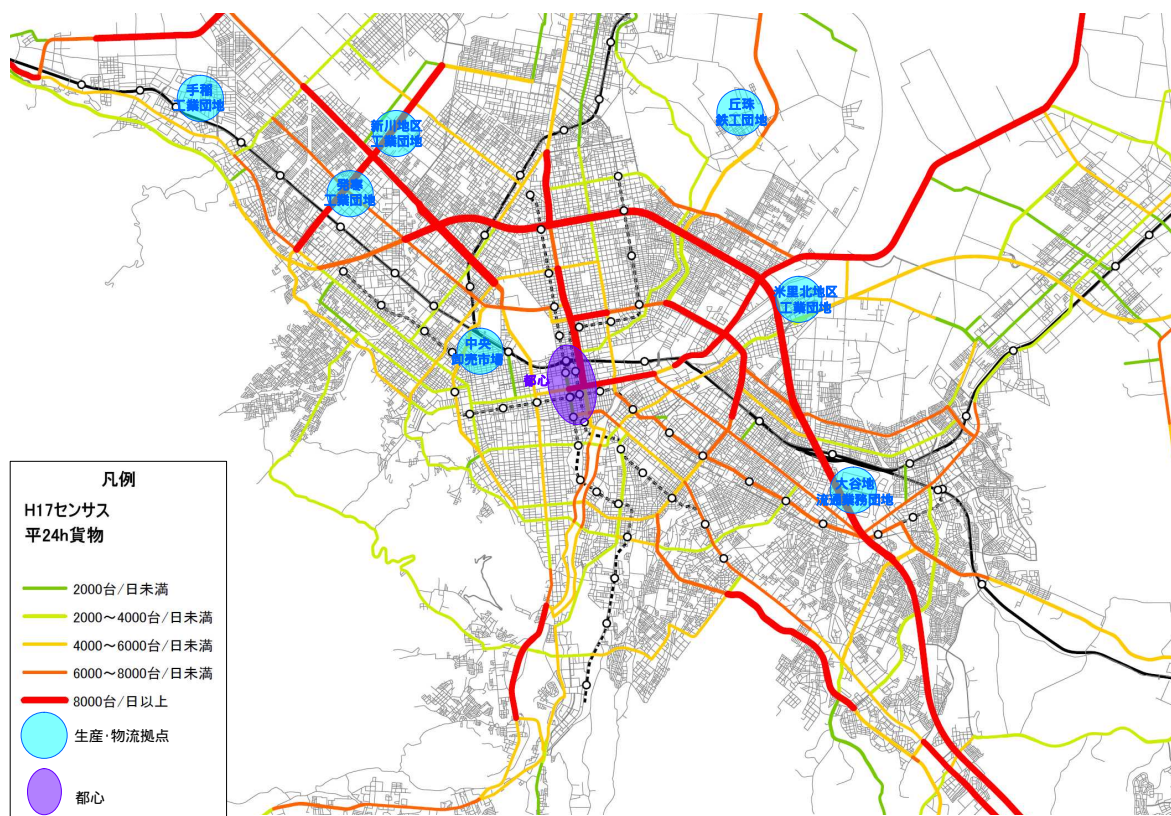 手稲
工業団地
新川地区
工業団地
丘珠
鉄工団地
発寒
工業団地
米里北地区
工業団地
中央
卸売市場
都心
大谷地
流通業務団地
凡例
H17センサス
平24h貨物
2000台/日未満
2000～4000台/日未満
4000～6000台/日未満
6000～8000台/日未満
8000台/日以上
生産・物流拠点
都心